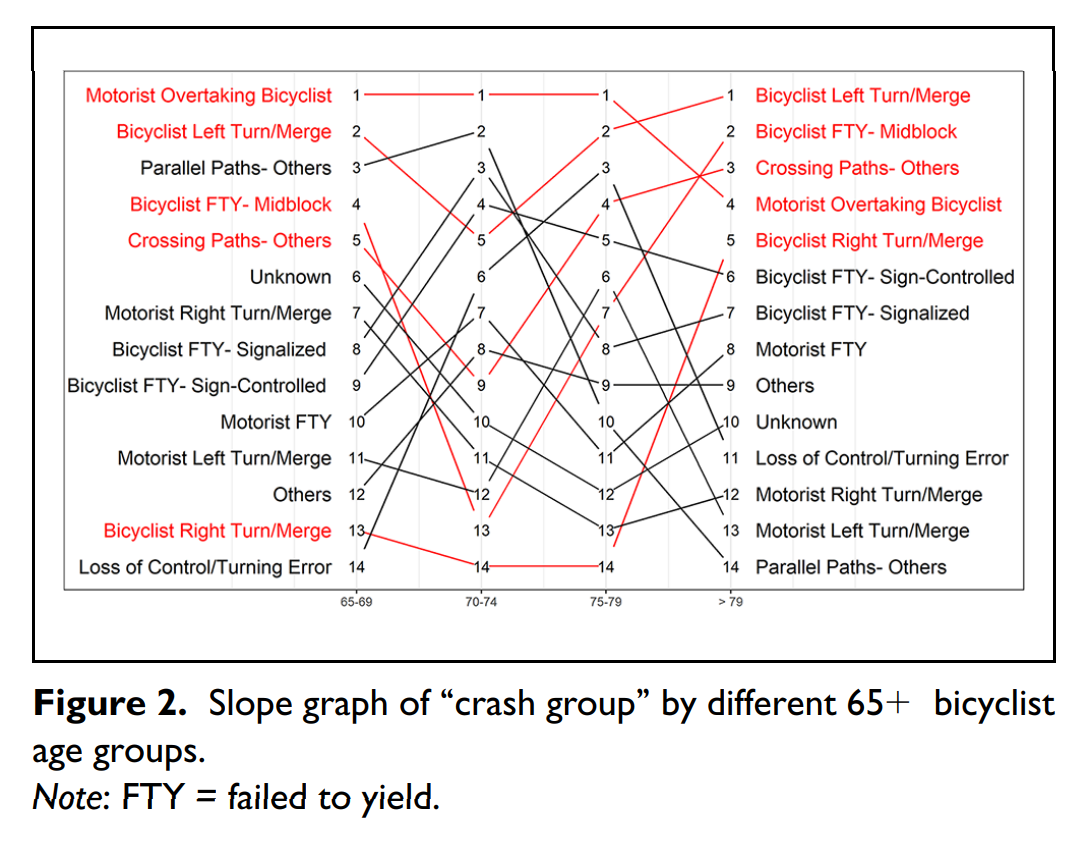 Motorist Overtaking Bicyclist 1 1 1 1 Bicyclist Left Turn/Merge
Bicyclist Left Turn/Merge 2 2 2 2 Bicyclist FTY- Midblock
Parallel Paths- Others 3 3 3 3 Crossing Paths- Others
Bicyclist FTY- Midblock 4 4 4 4 Motorist Overtaking Bicyclist
Crossing Paths- Others 5 5 5 5 Bicyclist Right Turn/Merge
Unknown 6 6 6 6 Bicyclist FTY- Sign-Controlled
Motorist Right Turn/Merge 7 7 7 7 Bicyclist FTY- Signalized
Bicyclist FTY- Signalized 8 8 8 8 Motorist FTY
Bicyclist FTY- Sign-Controlled 9 9 9 9 Others
Motorist FTY 10 10 10 10 Unknown
Motorist Left Turn/Merge 11 11 11 11 Loss of Control/Turning Error
Others 12 12 12 12 Motorist Right Turn/Merge
Bicyclist Right Turn/Merge 13 13 13 13 Motorist Left Turn/Merge
Loss of Control/Turning Error 14 14 14 14 Parallel Paths- Others
65-69 70-74 75-79 > 79
Figure 2. Slope graph of “crash group” by different 65+ bicyclist
age groups.
Note: FTY = failed to yield.